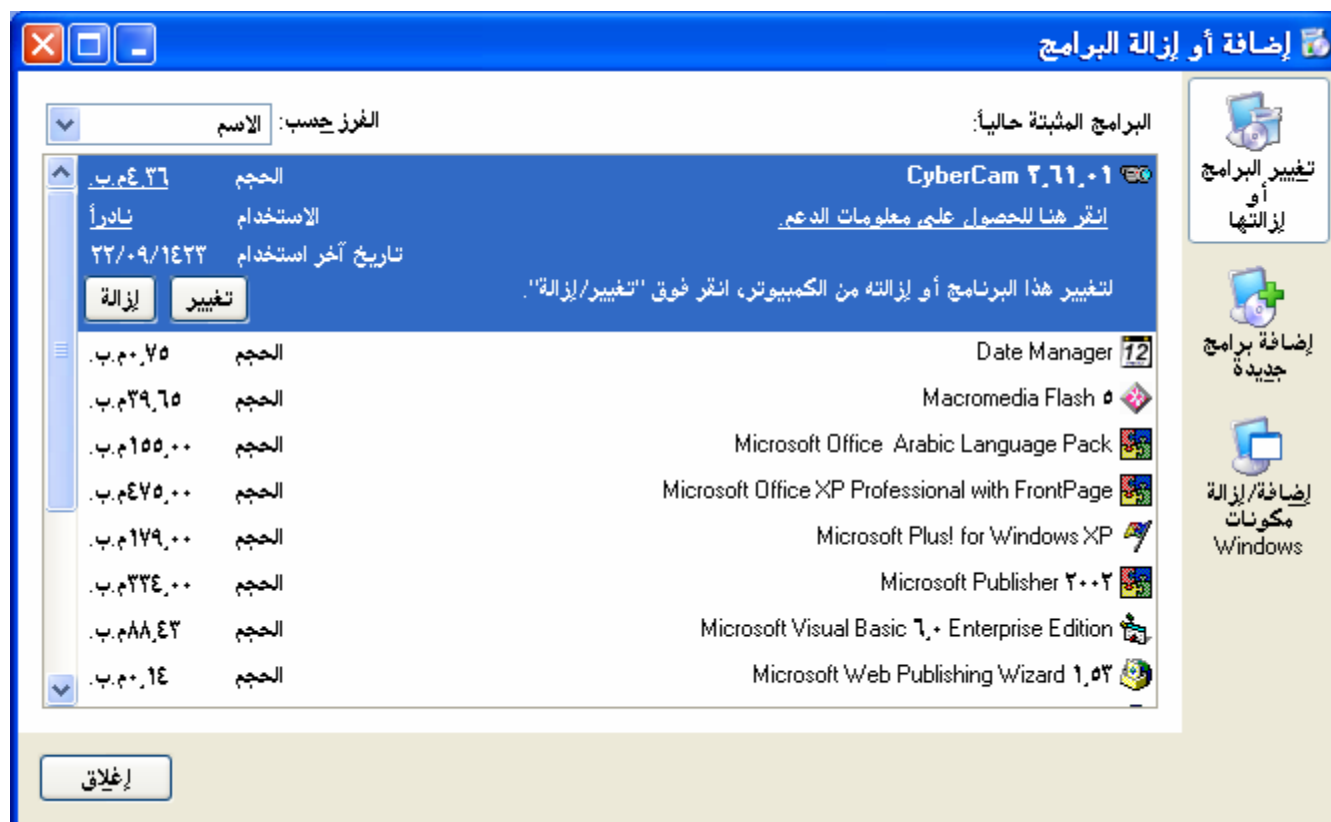 إضافة أو إزالة البرامج
تغيير البرامج
أو
إزالتها
إضافة برامج
جديدة
إضافة/إزالة
مكونات
Windows
البرامج المثبتة حالياً: الفرز حسب: الاسم
CyberCam ٢,٦١,٠١ الحجم ٤,٣٦م.ب.
انقر هنا للحصول على معلومات الدعم. الاستخدام نادراً
تاريخ آخر استخدام ٢٢/٠٩/١٤٢٣
لتغيير هذا البرنامج أو إزالته من الكمبيوتر، انقر فوق "تغيير/إزالة". تغيير إزالة
12 Date Manager الحجم ٠,٧٥م.ب.
Macromedia Flash ٥ الحجم ٣٩,٦٥م.ب.
Microsoft Office Arabic Language Pack الحجم ١٥٥,٠٠م.ب.
Microsoft Office XP Professional with FrontPage الحجم ٤٧٥,٠٠م.ب.
Microsoft Plus! for Windows XP الحجم ١٧٩,٠٠م.ب.
Microsoft Publisher ٢٠٠٢ الحجم ٣٣٤,٠٠م.ب.
Microsoft Visual Basic ٦,٠ Enterprise Edition الحجم ٨٨,٤٣م.ب.
Microsoft Web Publishing Wizard ١,٥٣ الحجم ٠,١٤م.ب.
إغلاق